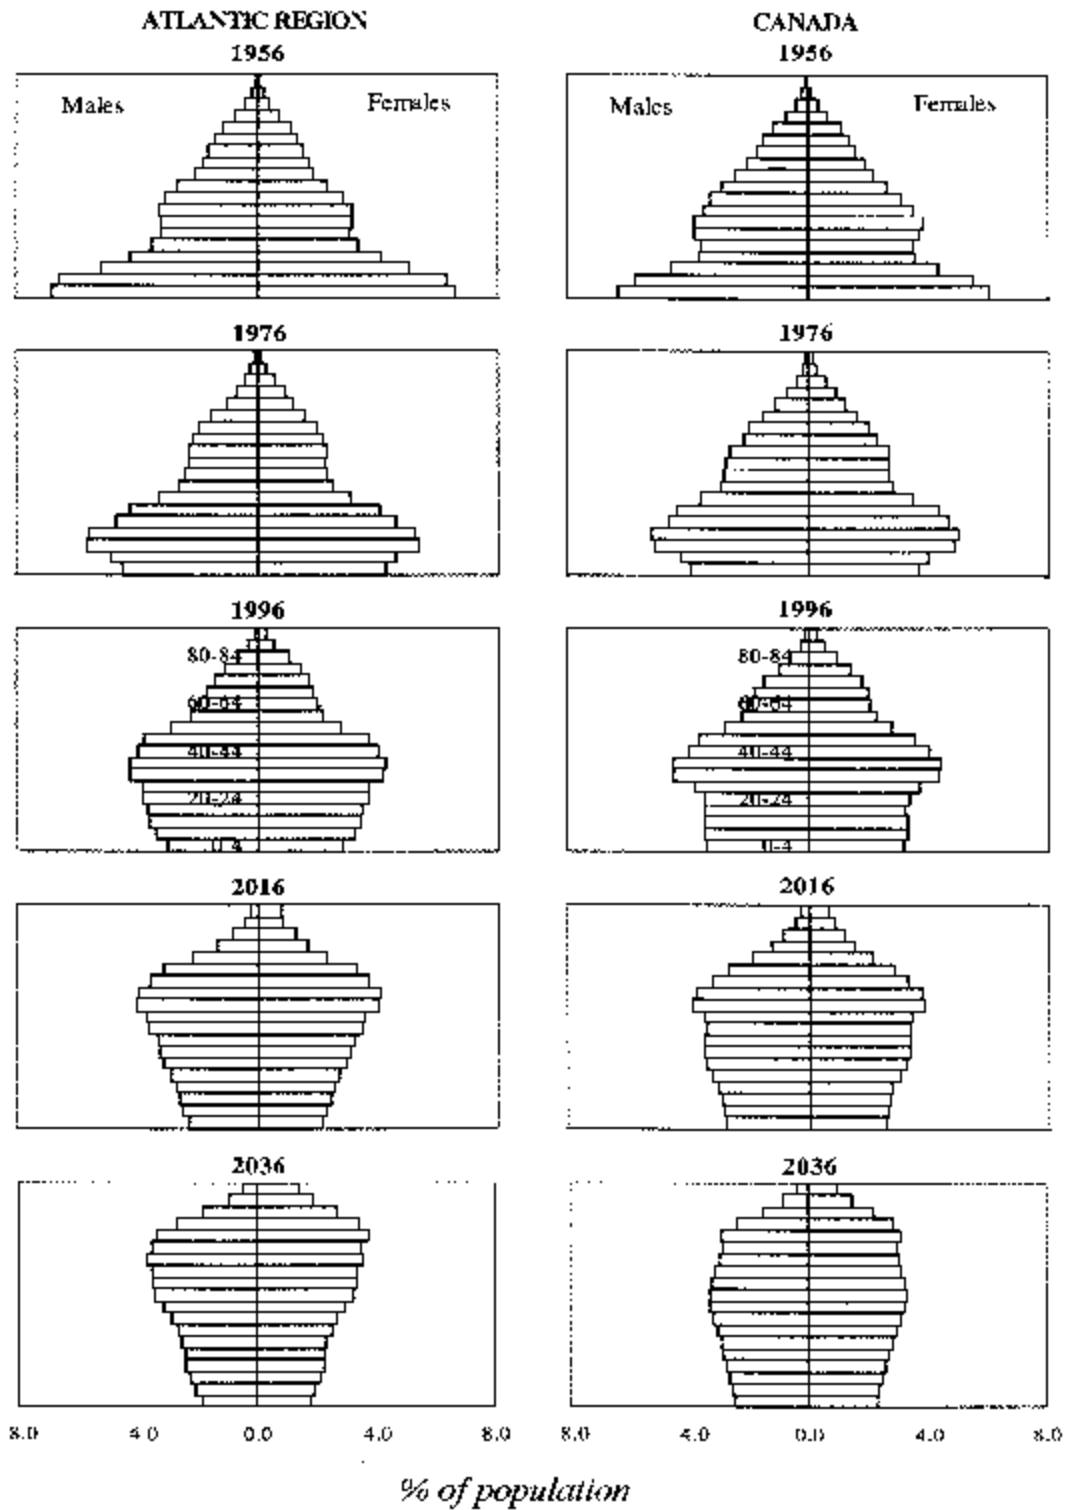 ATLANTIC REGION
CANADA
1956
1956
Males
Females
Males
Females
1976
1976
1996
1996
80-84
80-84
60-64
60-64
40-44
40-44
20-24
20-24
0-4
0-4
2016
2016
2036
2036
8.0 4.0 0.0 4.0 8.0
8.0 4.0 0.0 4.0 8.0
% of population